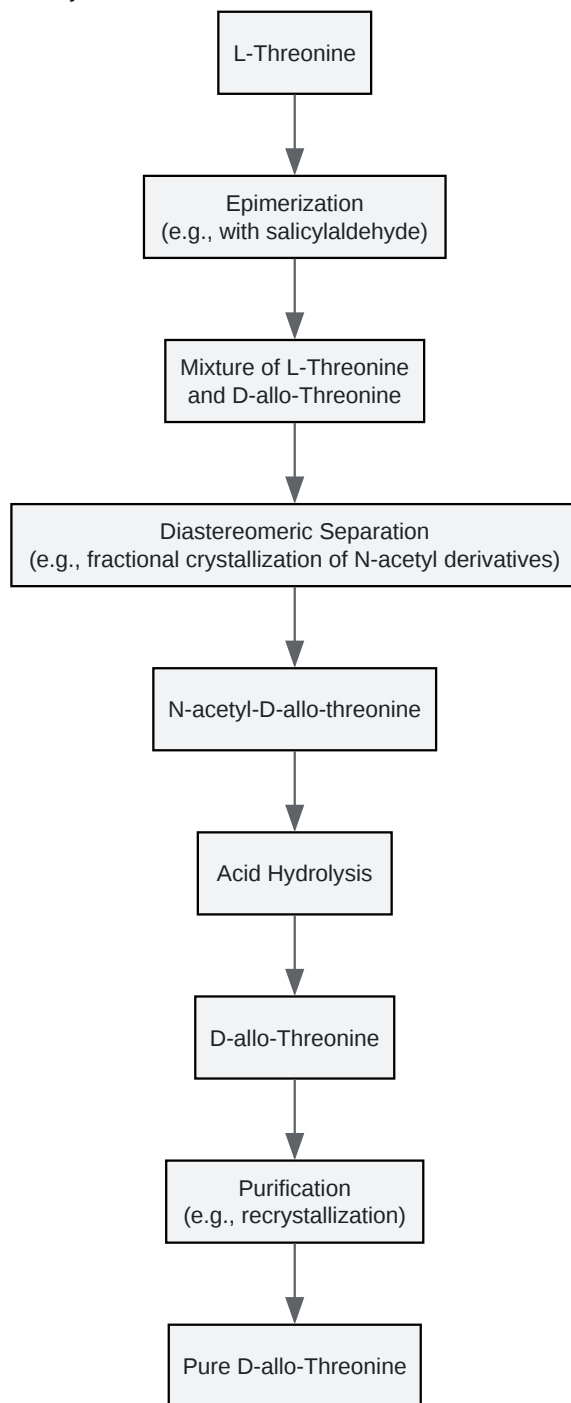 L-Threonine
Epimerization
(e.g., with salicylaldehyde)
Mixture of L-Threonine
and D-allo-Threonine
Diastereomeric Separation
(e.g., fractional crystallization of N-acetyl derivatives)
N-acetyl-D-allo-threonine
Acid Hydrolysis
D-allo-Threonine
Purification
(e.g., recrystallization)
Pure D-allo-Threonine